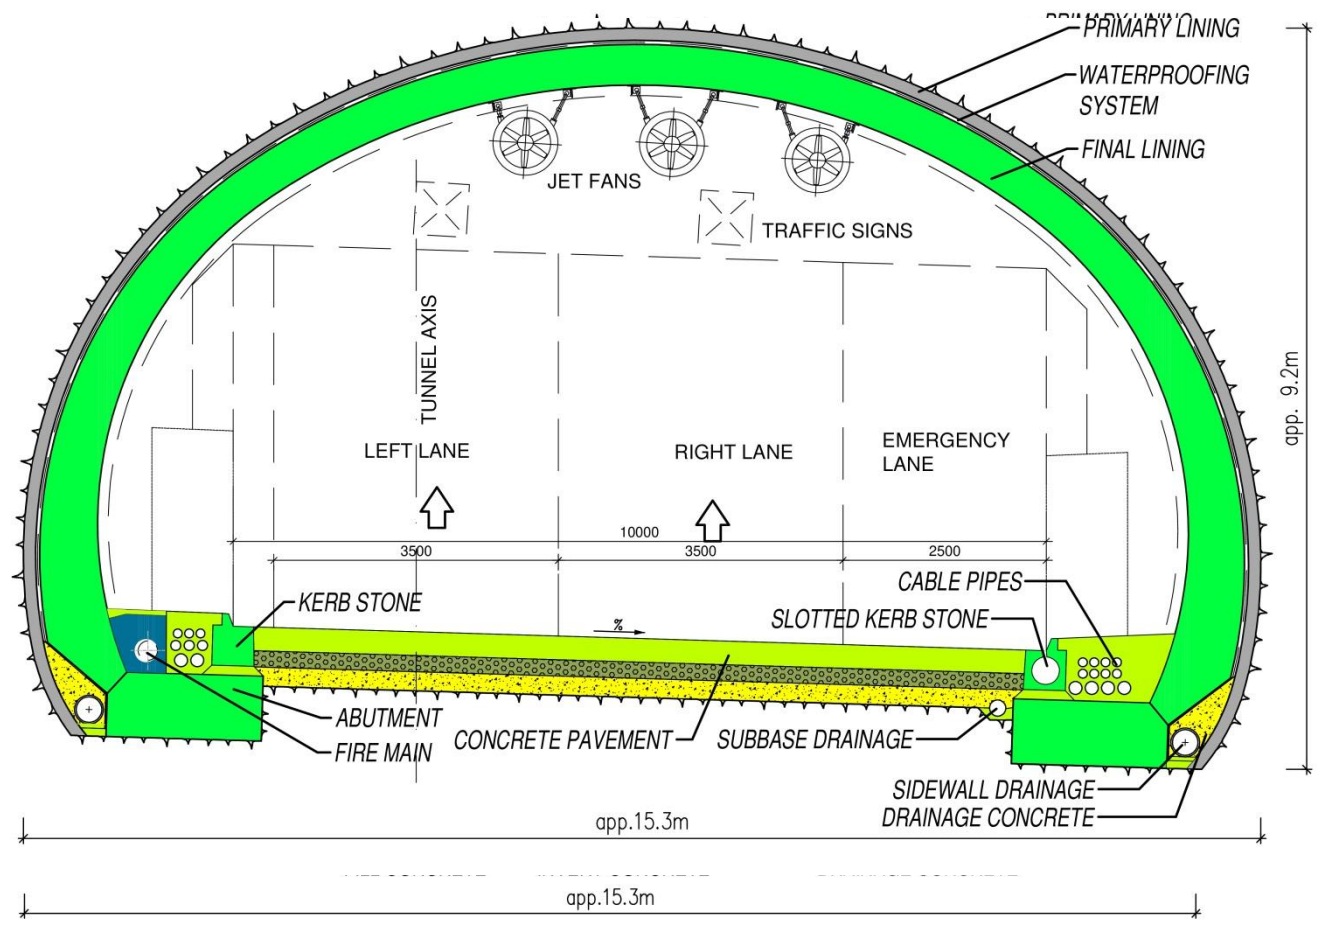 PRIMARY LINING
PRIMARY LINING
WATERPROOFING
SYSTEM
FINAL LINING
JET FANS
TRAFFIC SIGNS
TUNNEL AXIS
app. 9.2m
LEFT LANE
RIGHT LANE
EMERGENCY
LANE
10000
3500
3500
2500
CABLE PIPES
KERB STONE
SLOTTED KERB STONE
%
ABUTMENT
CONCRETE PAVEMENT
SUBBASE DRAINAGE
FIRE MAIN
SIDEWALL DRAINAGE
DRAINAGE CONCRETE
app.15.3m
app.15.3m